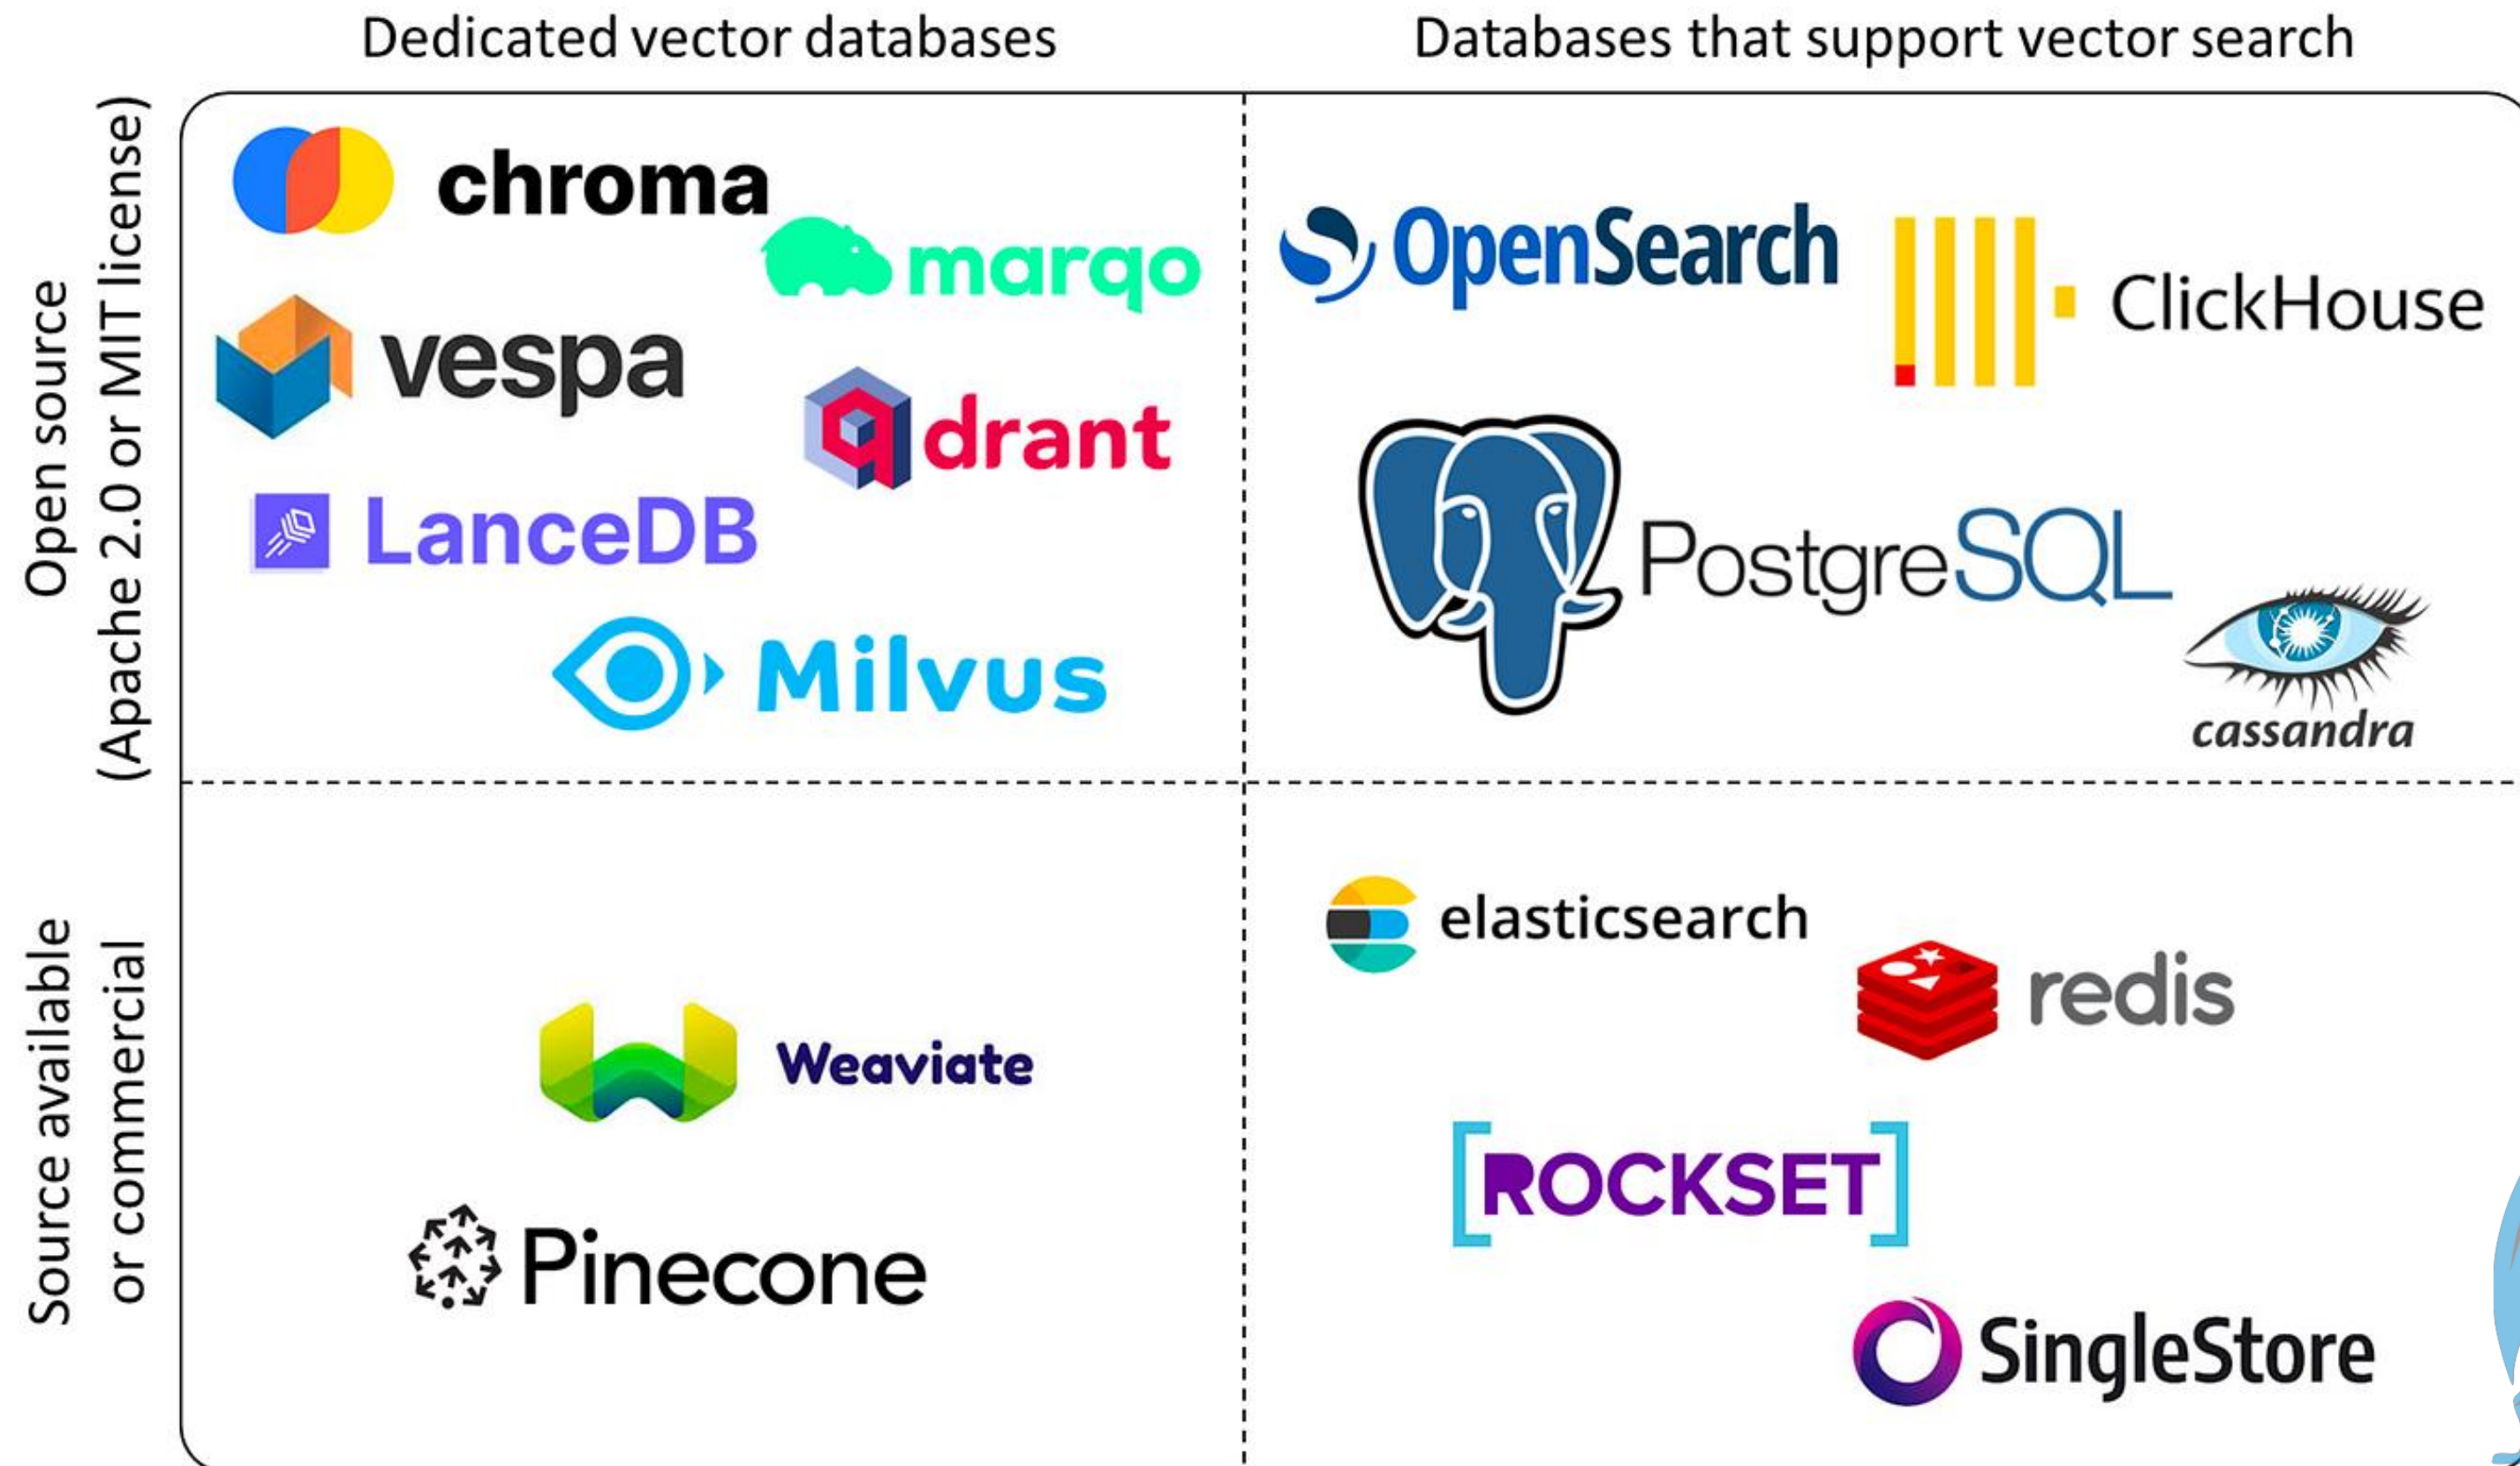 Dedicated vector databases
Databases that support vector search
Open source
(Apache 2.0 or MIT license)
chroma
marqo
vespa
qdrant
LanceDB
Milvus
OpenSearch
ClickHouse
PostgreSQL
cassandra
Source available
or commercial
Weaviate
Pinecone
elasticsearch
redis
ROCKSET
SingleStore